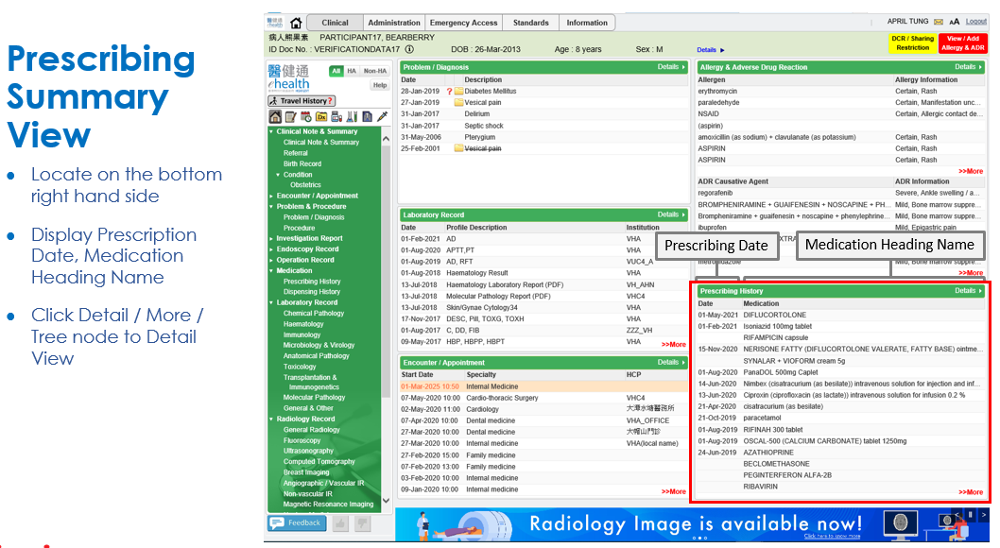 Prescribing
Summary
View
● Locate on the bottom
right hand side
● Display Prescription
Date, Medication
Heading Name
● Click Detail / More /
Tree node to Detail
View
醫健通
eHealth
Clinical
Administration
Emergency Access
Standards
Information
APRIL TUNG
AA
Logout
病人熊果素 PARTICIPANT17, BEARBERRY
ID Doc No. : VERIFICATIONDATA17
DOB : 26-Mar-2013
Age : 8 years
Sex : M
Details
DCR / Sharing
Restriction
View / Add
Allergy & ADR
醫健通
eHealth
All
HA
Non-HA
Help
Travel History ?
Dx
Clinical Note & Summary
Clinical Note & Summary
Referral
Birth Record
Condition
Obstetrics
Encounter / Appointment
Problem & Procedure
Problem / Diagnosis
Procedure
Investigation Report
Endoscopy Record
Operation Record
Medication
Prescribing History
Dispensing History
Laboratory Record
Chemical Pathology
Haematology
Immunology
Microbiology & Virology
Anatomical Pathology
Toxicology
Transplantation &
Immunogenetics
Molecular Pathology
General & Other
Radiology Record
General Radiology
Fluoroscopy
Ultrasonography
Computed Tomography
Breast Imaging
Angiographic / Vascular IR
Non-vascular IR
Magnetic Resonance Imaging
Feedback
Problem / Diagnosis Details
Date Description
28-Jan-2019 ? Diabetes Mellitus
27-Jan-2019 Vesical pain
31-Jan-2017 Delirium
31-Jan-2017 Septic shock
31-May-2006 Pterygium
25-Feb-2001 Vesical pain
Laboratory Record Details
Date Profile Description Institution
01-Feb-2021 AD VHA
01-Aug-2020 APTT,PT VHA
01-Aug-2019 AD, RFT VUC4_A
01-Aug-2018 Haematology Result VHA
13-Jul-2018 Haematology Laboratory Report (PDF) VH_AHN
13-Jul-2018 Molecular Pathology Report (PDF) VHC4
13-Jul-2018 Skin/Gynae Cytology34 VHA
17-Nov-2017 DESC, Pill, TOXG, TOXH VHA
01-Aug-2017 C, DD, FIB ZZZ_VH
09-May-2017 HBP, HBPP, HBPT VHA
>>More
Encounter / Appointment Details
Start Date Specialty HCP
01-Mar-2025 10:50 Internal Medicine
07-May-2020 10:00 Cardio-thoracic Surgery VHC4
02-May-2020 11:00 Cardiology 大潭水塘醫務所
07-Apr-2020 10:00 Dental medicine VHA_OFFICE
27-Mar-2020 10:00 Dental medicine 大帽山門診
27-Mar-2020 10:00 Internal medicine VHA(local name)
27-Feb-2020 15:00 Family medicine
07-Feb-2020 13:00 Family medicine
03-Feb-2020 10:00 Internal medicine
09-Jan-2020 10:00 Internal medicine
>>More
Allergy & Adverse Drug Reaction Details
Allergen Allergy Information
erythromycin Certain, Rash
paraledehyde Certain, Manifestation unc...
NSAID Certain, Allergic contact de...
(aspirin)
amoxicillin (as sodium) + clavulanate (as potassium) Certain, Rash
ASPIRIN Certain, Rash
ASPIRIN Certain, Rash
>>More
ADR Causative Agent ADR Information
regorafenib Severe, Ankle swelling / a...
BROMPHENIRAMINE + GUAIFENESIN + NOSCAPINE + PH... Mild, Bone marrow suppre...
Brompheniramine + guaifenesin + noscapine + phenylephrine... Mild, Bone marrow suppre...
ibuprofen Mild, Epigastric pain
Prescribing Date
Medication Heading Name
metronidazole Mild, Bone marrow suppre...
>>More
Prescribing History Details
Date Medication
01-May-2021 DIFLUCORTOLONE
01-Feb-2021 Isoniazid 100mg tablet
RIFAMPICIN capsule
15-Nov-2020 NERISONE FATTY (DIFLUCORTOLONE VALERATE, FATTY BASE) ointme...
SYNALAR + VIOFORM cream 5g
01-Aug-2020 PanaDOL 500mg Caplet
14-Jun-2020 Nimbex (cisatracurium (as besilate)) intravenous solution for injection and inf...
13-Jun-2020 Ciproxin (ciprofloxacin (as lactate)) intravenous solution for infusion 0.2 %
21-Apr-2020 cisatracurium (as besilate)
21-Oct-2019 paracetamol
01-Aug-2019 RIFINAH 300 tablet
01-Aug-2019 OSCAL-500 (CALCIUM CARBONATE) tablet 1250mg
24-Jun-2019 AZATHIOPRINE
BECLOMETHASONE
PEGINTERFERON ALFA-2B
RIBAVIRIN
>>More
Radiology Image is available now!
Click here to know more